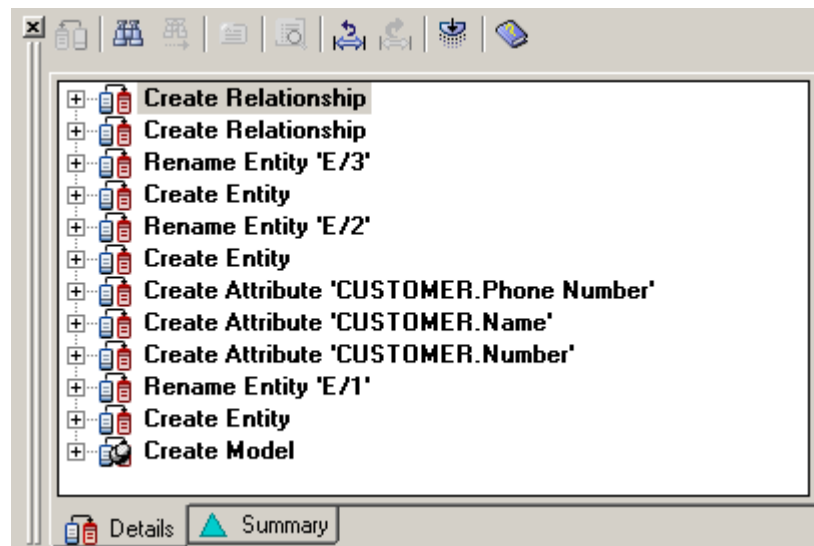 Create Relationship
Create Relationship
Rename Entity 'E/3'
Create Entity
Rename Entity 'E/2'
Create Entity
Create Attribute 'CUSTOMER.Phone Number'
Create Attribute 'CUSTOMER.Name'
Create Attribute 'CUSTOMER.Number'
Rename Entity 'E/1'
Create Entity
Create Model
Details Summary